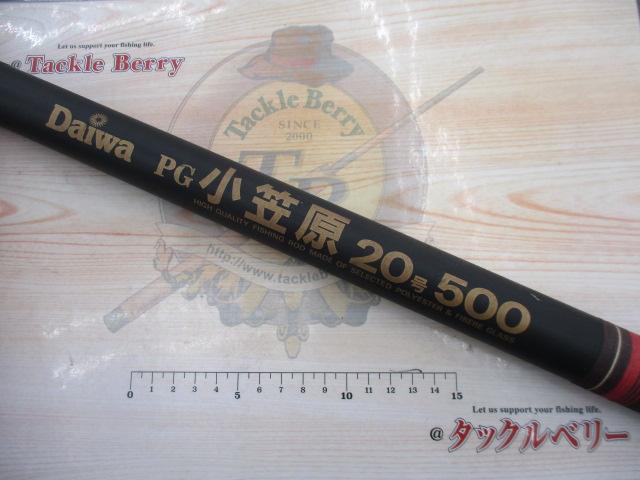 Let us support your fishing life.
@ Tackle Berry
Tackle Berry
SINCE
2000
TB
http://www.tackleb
Daiwa PG 小笠原 20号 500
HIGH QUALITY FISHING ROD MADE OF SELECTED POLYESTER & FIBERE GLASS
0 1 2 3 4 5 6 7 8 9 10 11 12 13 14 15
Let us support your fishing life.
@ タックルベリー